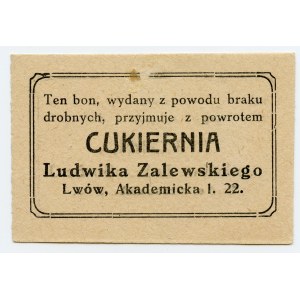 Ten bon, wydany z powodu braku
drobnych, przyjmuje z powrotem
CUKIERNIA
Ludwika Zalewskiego
Lwów, Akademicka l. 22.